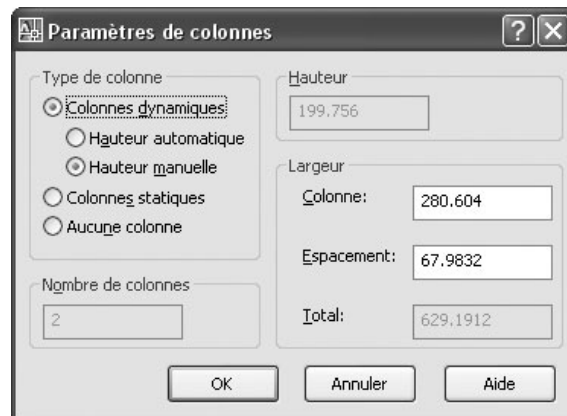 Paramètres de colonnes
Type de colonne
Colonnes dynamiques
Hauteur automatique
Hauteur manuelle
Colonnes statiques
Aucune colonne
Nombre de colonnes
2
Hauteur
199.756
Largeur
Colonne: 280.604
Espacement: 67.9832
Total: 629.1912
OK Annuler Aide